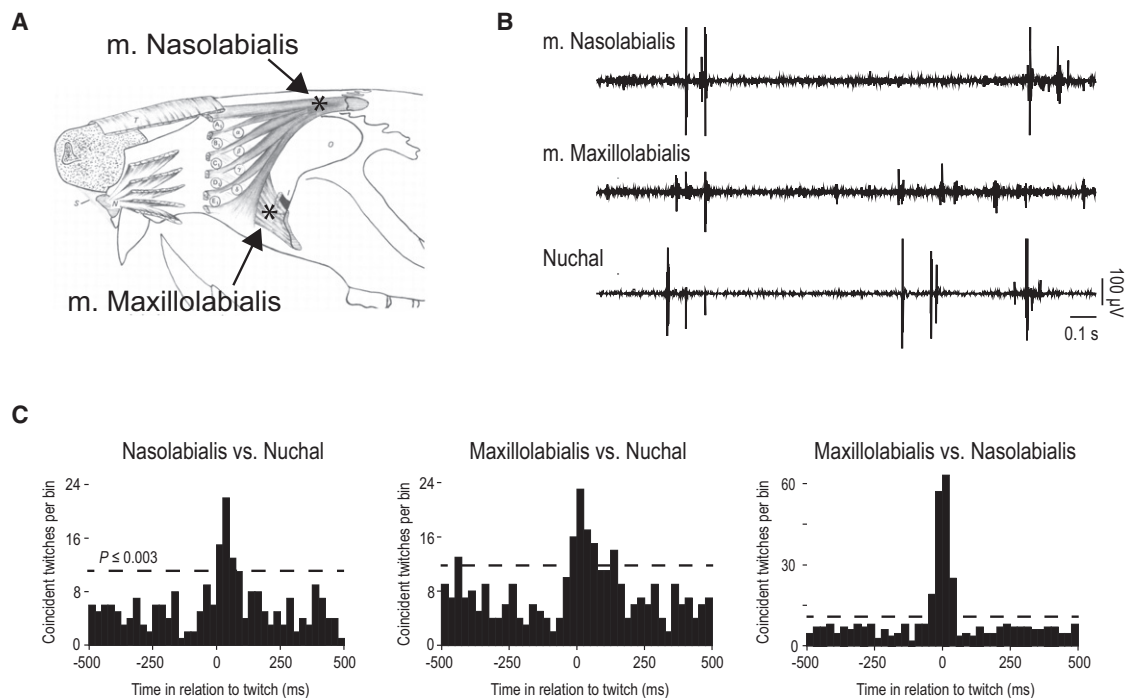 A
m. Nasolabialis
m. Maxillolabialis
B
m. Nasolabialis
m. Maxillolabialis
Nuchal
100 µV
0.1 s
C
Nasolabialis vs. Nuchal
Coincident twitches per bin
24
16
8
0
P ≤ 0.003
-500
-250
0
250
500
Time in relation to twitch (ms)
Maxillolabialis vs. Nuchal
Coincident twitches per bin
24
16
8
0
-500
-250
0
250
500
Time in relation to twitch (ms)
Maxillolabialis vs. Nasolabialis
Coincident twitches per bin
60
30
0
-500
-250
0
250
500
Time in relation to twitch (ms)